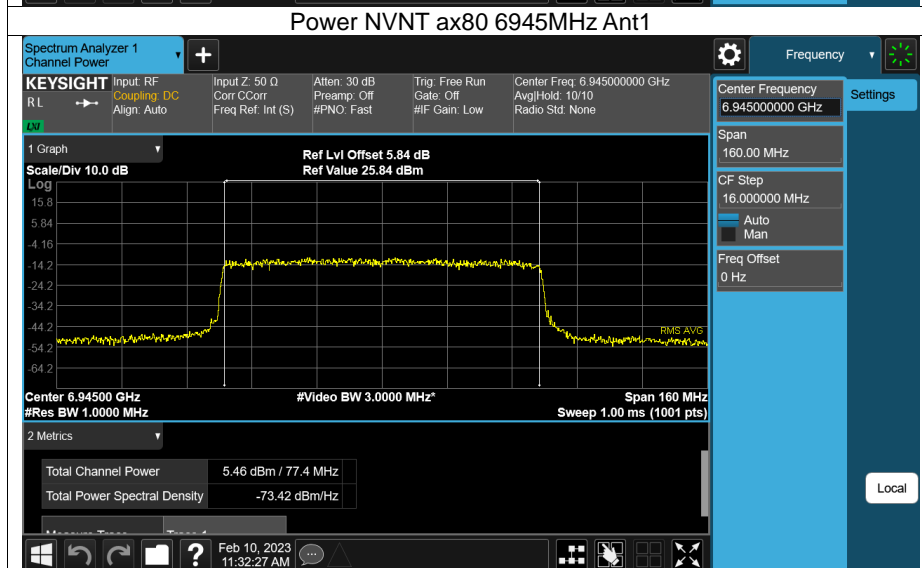 Power NVNT ax80 6945MHz Ant1
Spectrum Analyzer 1
Channel Power
Frequency
KEYSIGHT
RL
LXI
Input: RF
Coupling: DC
Align: Auto
Input Z: 50 Ω
Corr CCorr
Freq Ref: Int (S)
Atten: 30 dB
Preamp: Off
#PNO: Fast
Trig: Free Run
Gate: Off
#IF Gain: Low
Center Freq: 6.945000000 GHz
Avg|Hold: 10/10
Radio Std: None
Center Frequency
6.945000000 GHz
Settings
Span
160.00 MHz
CF Step
16.000000 MHz
Auto
Man
Freq Offset
0 Hz
1 Graph
Scale/Div 10.0 dB
Ref Lvl Offset 5.84 dB
Ref Value 25.84 dBm
Log
15.8
5.84
-4.16
-14.2
-24.2
-34.2
-44.2
-54.2
-64.2
RMS AVG
Center 6.94500 GHz
#Video BW 3.0000 MHz*
Span 160 MHz
#Res BW 1.0000 MHz
Sweep 1.00 ms (1001 pts)
2 Metrics
Total Channel Power 5.46 dBm / 77.4 MHz
Total Power Spectral Density -73.42 dBm/Hz
Local
Feb 10, 2023
11:32:27 AM